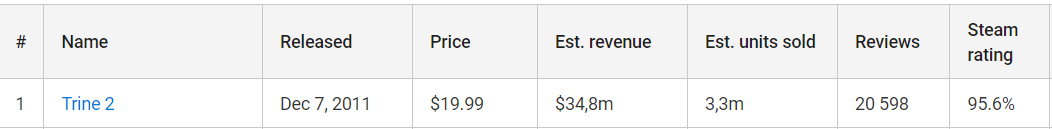 # Name Released Price Est. revenue Est. units sold Reviews Steam rating
1 Trine 2 Dec 7, 2011 $19.99 $34,8m 3,3m 20 598 95.6%